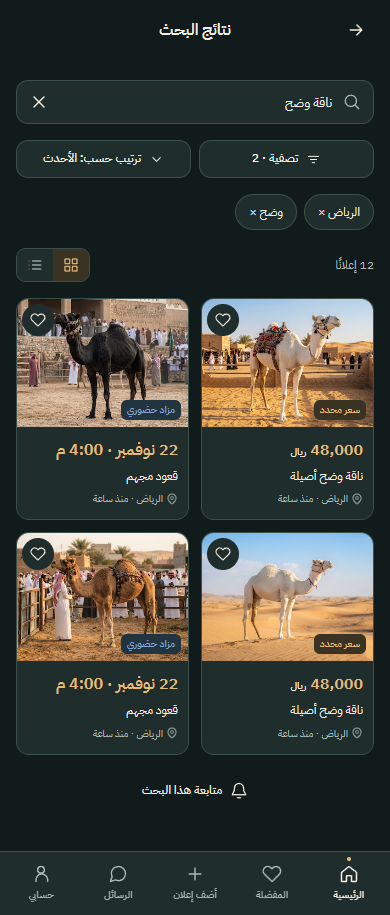 نتائج البحث
ناقة وضح
تصفية · 2
ترتيب حسب: الأحدث
الرياض ×
وضح ×
12 إعلانًا
سعر محدد
48,000 ريال
ناقة وضح أصيلة
الرياض · منذ ساعة
مزاد حضوري
22 نوفمبر · 4:00 م
قعود مجهم
الرياض · منذ ساعة
سعر محدد
48,000 ريال
ناقة وضح أصيلة
الرياض · منذ ساعة
مزاد حضوري
22 نوفمبر · 4:00 م
قعود مجهم
الرياض · منذ ساعة
متابعة هذا البحث
الرئيسية
المفضلة
أضف إعلان
الرسائل
حسابي